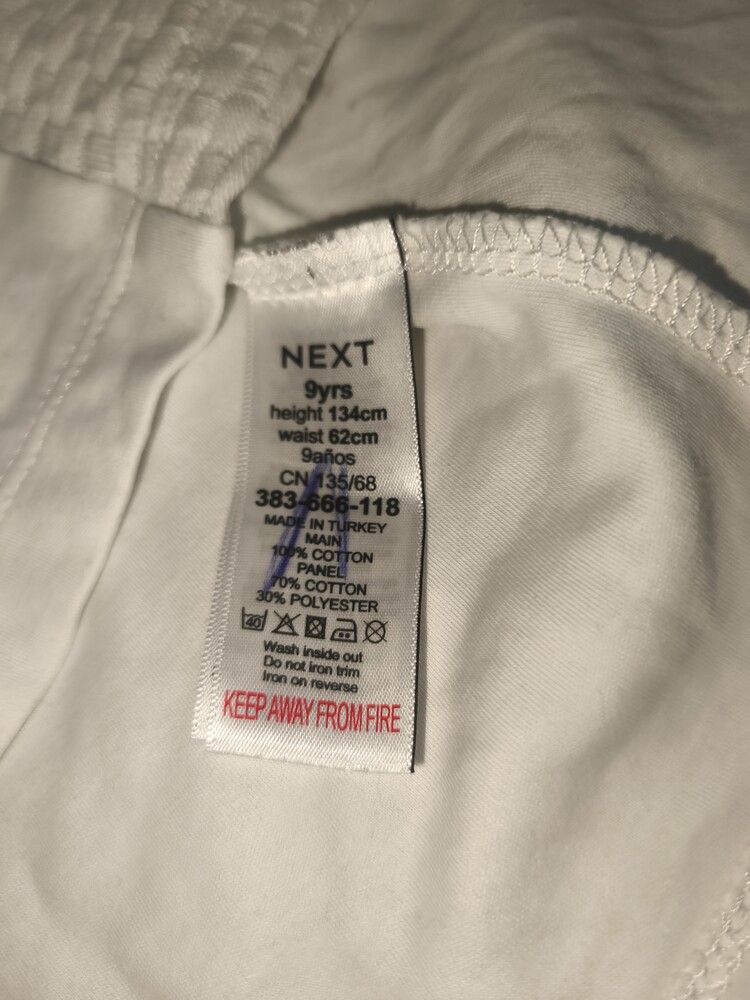 NEXT
9yrs
height 134cm
waist 62cm
9años
CN 135/68
383-666-118
MADE IN TURKEY
MAIN
100% COTTON
PANEL
70% COTTON
30% POLYESTER
40
Wash inside out
Do not iron trim
Iron on reverse
KEEP AWAY FROM FIRE